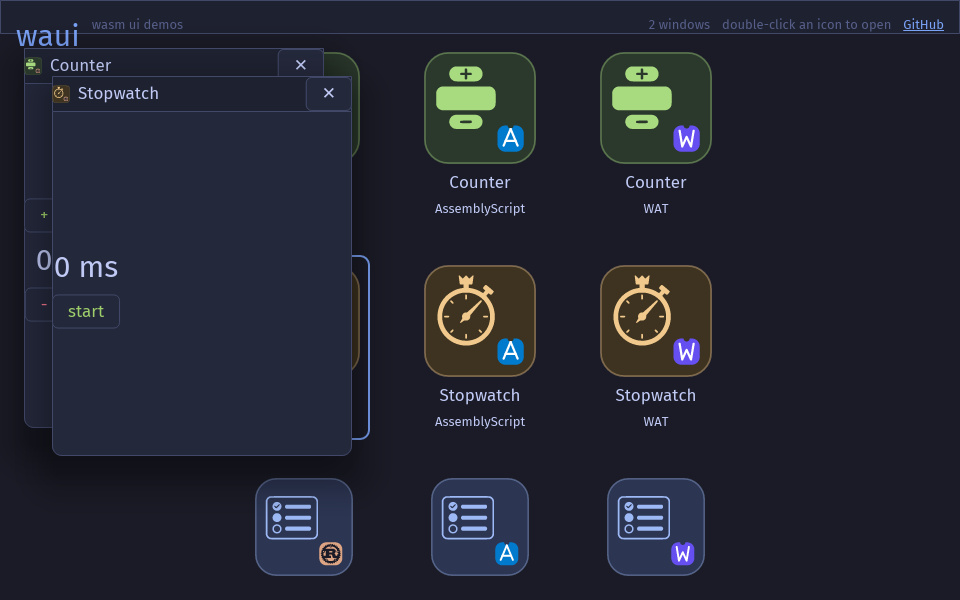 waui wasm ui demos 2 windows double-click an icon to open GitHub
Counter ✕
Stopwatch ✕
+
0
-
0 ms
start
Counter
AssemblyScript
Counter
WAT
Stopwatch
AssemblyScript
Stopwatch
WAT